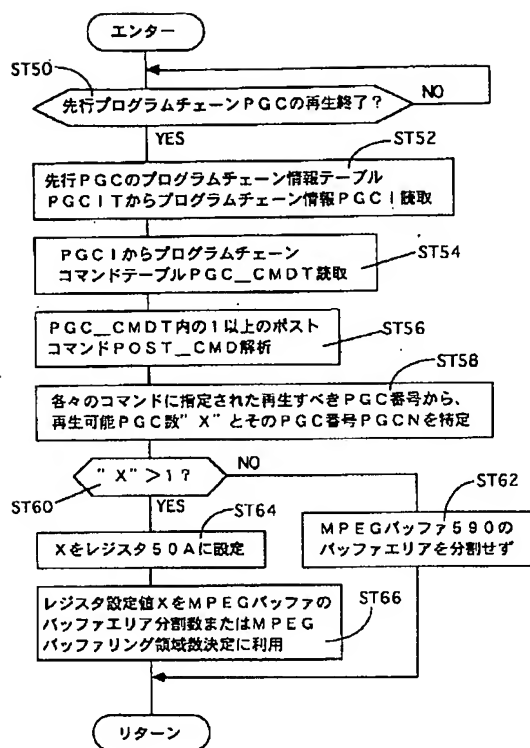 エンター
ST50
先行プログラムチェーンPGCの再生終了?
NO
YES
ST52
先行PGCのプログラムチェーン情報テーブル
PGCITからプログラムチェーン情報PGCI読取
ST54
PGCIからプログラムチェーン
コマンドテーブルPGC_CMDT読取
ST56
PGC_CMDT内の1以上のポスト
コマンドPOST_CMD解析
ST58
各々のコマンドに指定された再生すべきPGC番号から、
再生可能PGC数"X"とそのPGC番号PGCNを特定
"X">1?
NO
ST60
YES
ST62
ST64
Xをレジスタ50Aに設定
MPEGバッファ590の
バッファエリアを分割せず
レジスタ設定値XをMPEGバッファの
バッファエリア分割数またはMPEG
バッファリング領域数決定に利用
ST66
リターン